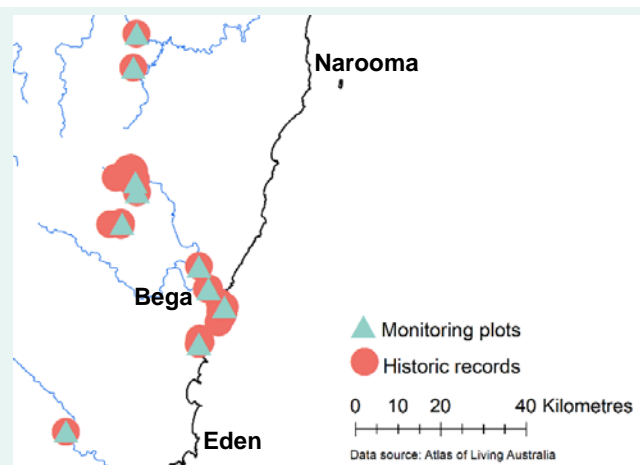 Narooma
Bega
Monitoring plots
Historic records
0 10 20 40 Kilometres
Eden
Data source: Atlas of Living Australia